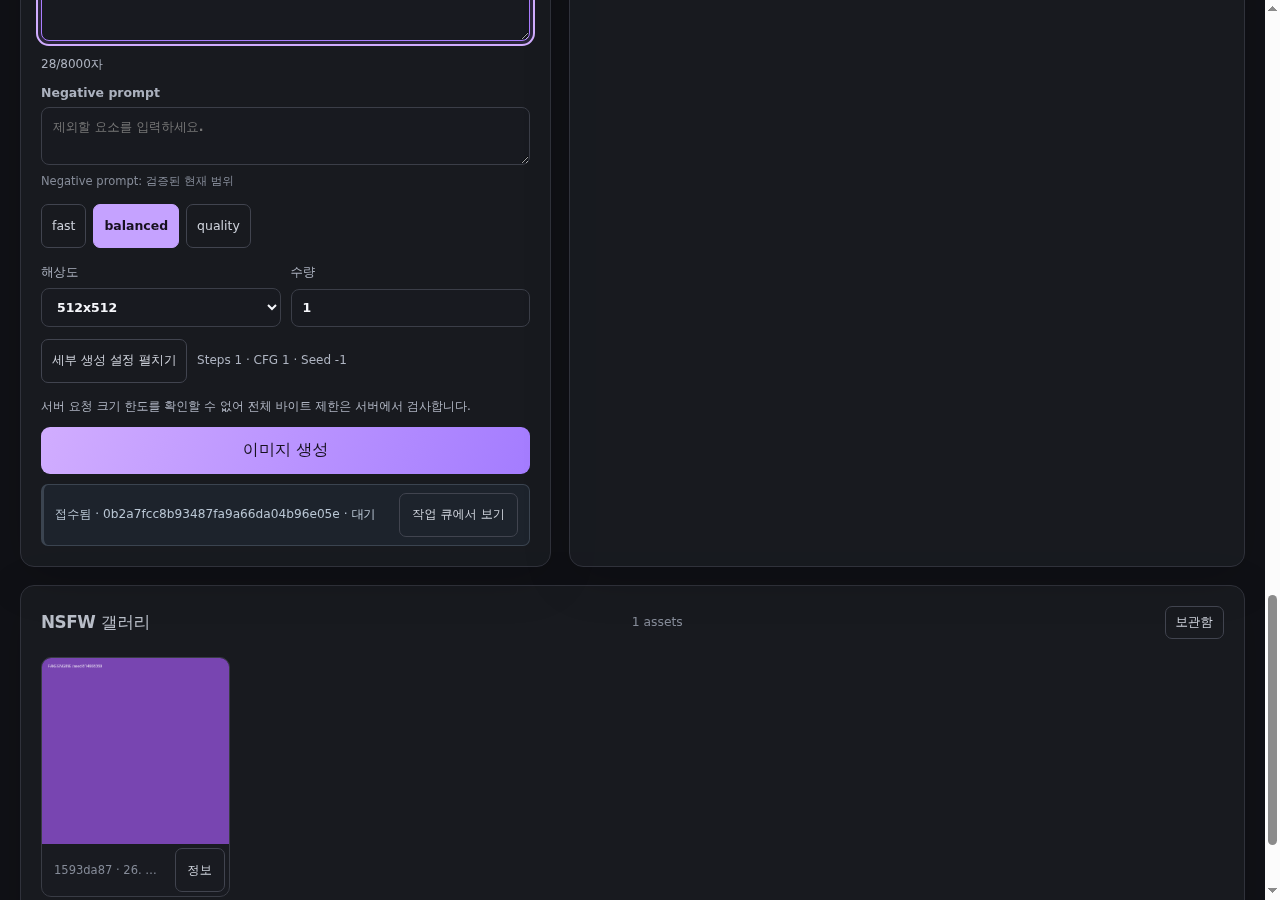 28/8000자
Negative prompt
제외할 요소를 입력하세요.
Negative prompt: 검증된 현재 범위
fast
balanced
quality
해상도
수량
512x512
1
세부 생성 설정 펼치기
Steps 1 · CFG 1 · Seed -1
서버 요청 크기 한도를 확인할 수 없어 전체 바이트 제한은 서버에서 검사합니다.
이미지 생성
접수됨 · 0b2a7fcc8b93487fa9a66da04b96e05e · 대기
작업 큐에서 보기
NSFW 갤러리
1 assets
보관함
1593da87 · 26. ...
정보